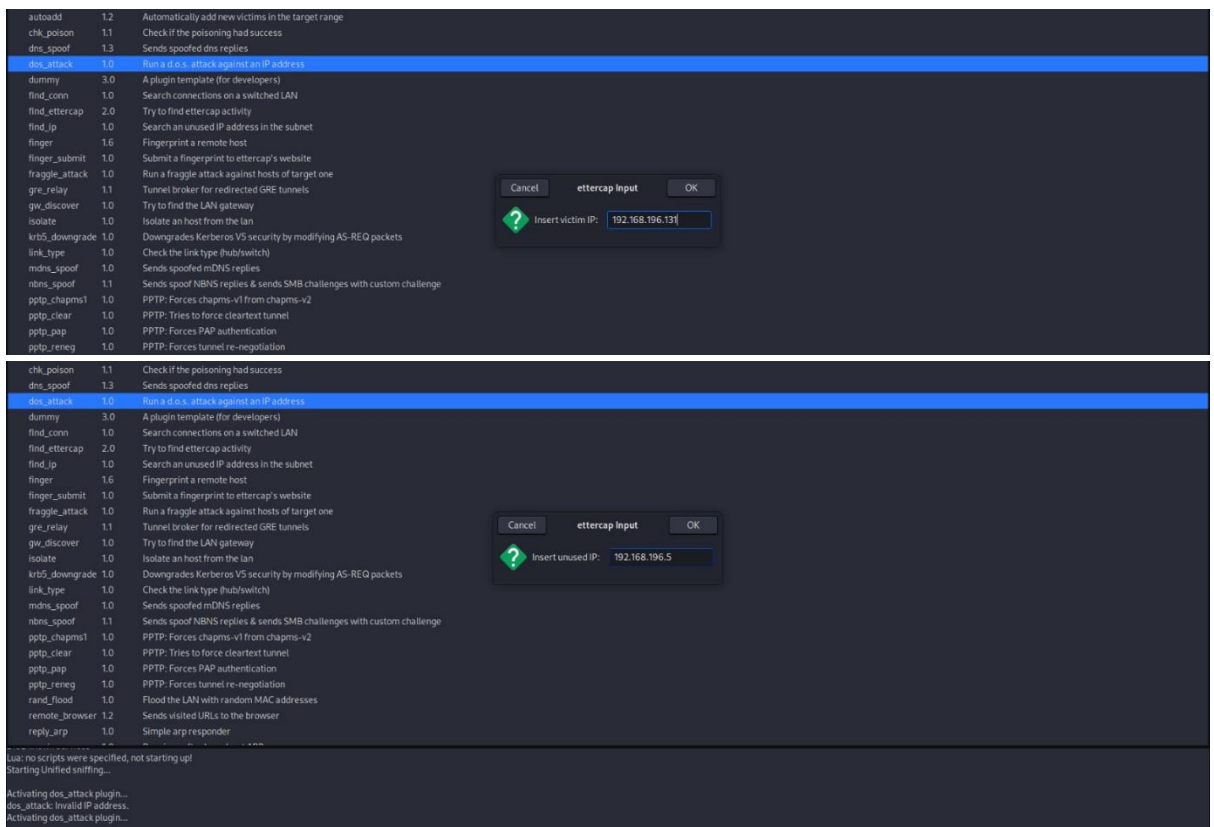 autoadd 1.2 Automatically add new victims in the target range
chk_poison 1.1 Check if the poisoning had success
dns_spoof 1.3 Sends spoofed dns replies
dos_attack 1.0 Run a d.o.s. attack against an IP address
dummy 3.0 A plugin template (for developers)
find_conn 1.0 Search connections on a switched LAN
find_ettercap 2.0 Try to find ettercap activity
find_ip 1.0 Search an unused IP address in the subnet
finger 1.6 Fingerprint a remote host
finger_submit 1.0 Submit a fingerprint to ettercap's website
fraggle_attack 1.0 Run a fraggle attack against hosts of target one
gre_relay 1.1 Tunnel broker for redirected GRE tunnels
gw_discover 1.0 Try to find the LAN gateway
isolate 1.0 Isolate an host from the lan
krb5_downgrade 1.0 Downgrades Kerberos V5 security by modifying AS-REQ packets
link_type 1.0 Check the link type (hub/switch)
mdns_spoof 1.0 Sends spoofed mDNS replies
nbns_spoof 1.1 Sends spoof NBNS replies & sends SMB challenges with custom challenge
pptp_chapms1 1.0 PPTP: Forces chapms-v1 from chapms-v2
pptp_clear 1.0 PPTP: Tries to force cleartext tunnel
pptp_pap 1.0 PPTP: Forces PAP authentication
pptp_reneg 1.0 PPTP: Forces tunnel re-negotiation
Cancel ettercap Input OK
Insert victim IP: 192.168.196.131
chk_poison 1.1 Check if the poisoning had success
dns_spoof 1.3 Sends spoofed dns replies
dos_attack 1.0 Run a d.o.s. attack against an IP address
dummy 3.0 A plugin template (for developers)
find_conn 1.0 Search connections on a switched LAN
find_ettercap 2.0 Try to find ettercap activity
find_ip 1.0 Search an unused IP address in the subnet
finger 1.6 Fingerprint a remote host
finger_submit 1.0 Submit a fingerprint to ettercap's website
fraggle_attack 1.0 Run a fraggle attack against hosts of target one
gre_relay 1.1 Tunnel broker for redirected GRE tunnels
gw_discover 1.0 Try to find the LAN gateway
isolate 1.0 Isolate an host from the lan
krb5_downgrade 1.0 Downgrades Kerberos V5 security by modifying AS-REQ packets
link_type 1.0 Check the link type (hub/switch)
mdns_spoof 1.0 Sends spoofed mDNS replies
nbns_spoof 1.1 Sends spoof NBNS replies & sends SMB challenges with custom challenge
pptp_chapms1 1.0 PPTP: Forces chapms-v1 from chapms-v2
pptp_clear 1.0 PPTP: Tries to force cleartext tunnel
pptp_pap 1.0 PPTP: Forces PAP authentication
pptp_reneg 1.0 PPTP: Forces tunnel re-negotiation
rand_flood 1.0 Flood the LAN with random MAC addresses
remote_browser 1.2 Sends visited URLs to the browser
reply_arp 1.0 Simple arp responder
Cancel ettercap Input OK
Insert unused IP: 192.168.196.5
Lua: no scripts were specified, not starting up!
Starting Unified sniffing...
Activating dos_attack plugin...
dos_attack: Invalid IP address.
Activating dos_attack plugin...